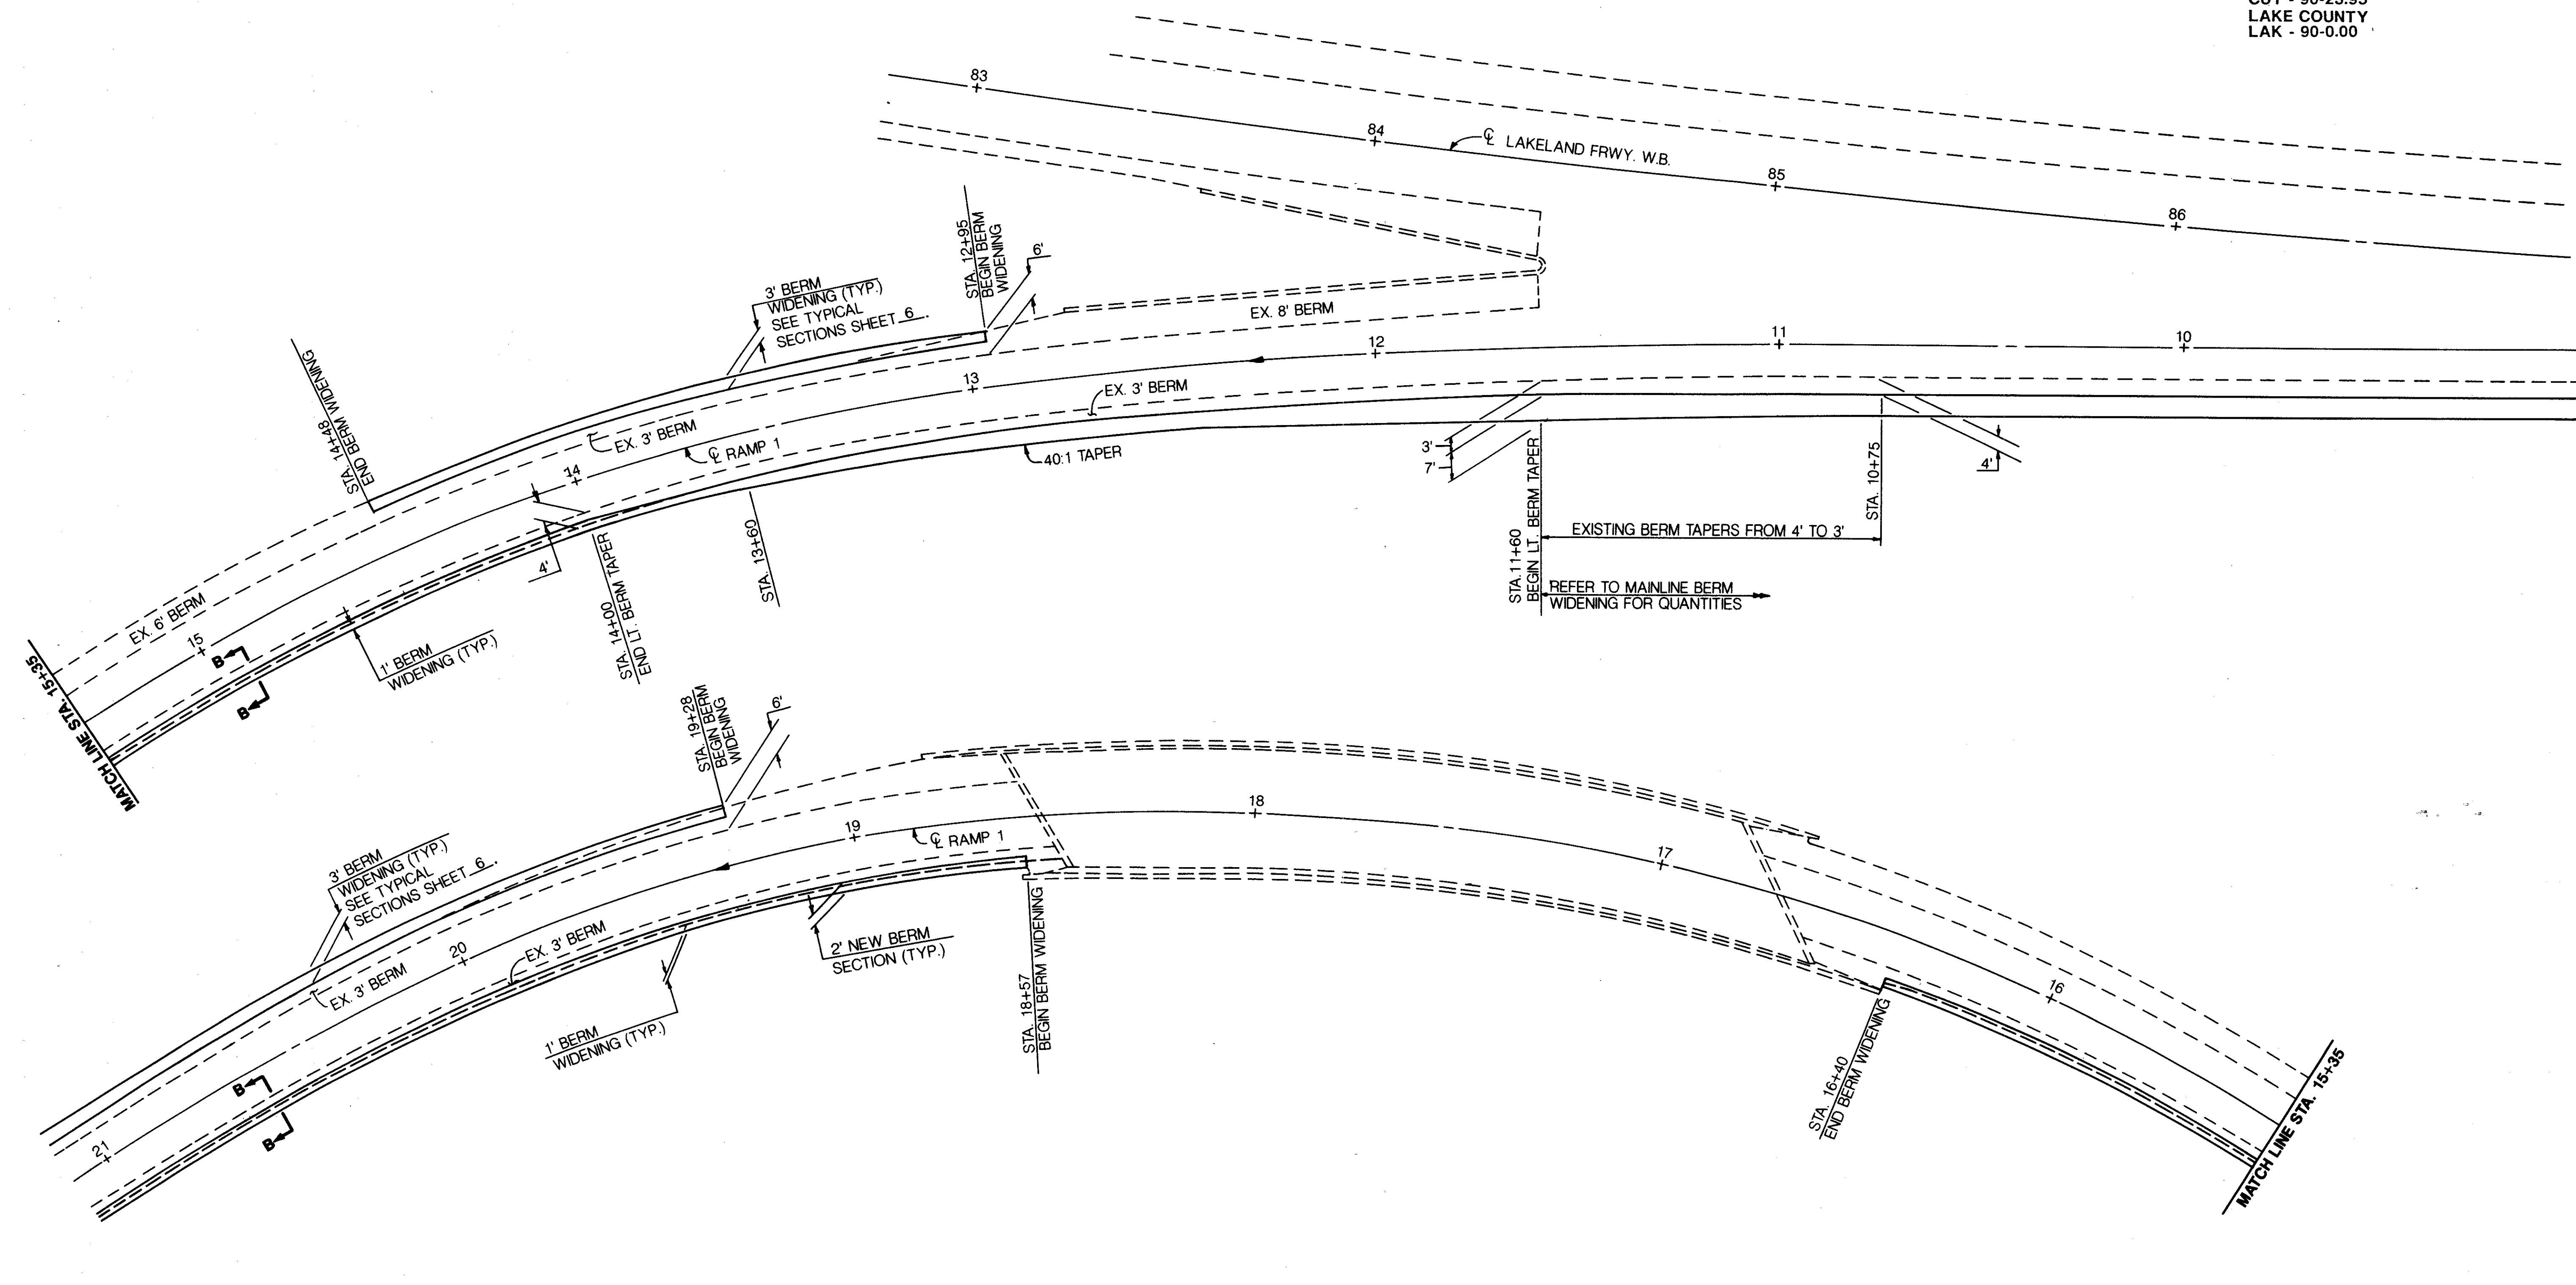 LAKE COUNTY
LAK - 90-0.00
83
84
℄ LAKELAND FRWY. W.B.
85
86
STA. 12+95
BEGIN BERM
WIDENING
6'
3' BERM
WIDENING (TYP.)
SEE TYPICAL
SECTIONS SHEET 6.
EX. 8' BERM
STA. 14+48
END BERM WIDENING
13
12
11
10
EX. 3' BERM
EX. 3' BERM
℄ RAMP 1
14
40:1 TAPER
3'
7'
4'
STA. 11+60
BEGIN LT. BERM TAPER
STA. 10+75
EXISTING BERM TAPERS FROM 4' TO 3'
REFER TO MAINLINE BERM
WIDENING FOR QUANTITIES
STA. 13+60
4'
STA. 14+00
END LT. BERM TAPER
EX. 6' BERM
15
B
B
1' BERM
WIDENING (TYP.)
MATCH LINE STA. 15+35
STA. 19+28
BEGIN BERM
WIDENING
6'
3' BERM
WIDENING (TYP.)
SEE TYPICAL
SECTIONS SHEET 6.
19
℄ RAMP 1
18
17
16
20
EX. 3' BERM
EX. 3' BERM
2' NEW BERM
SECTION (TYP.)
STA. 18+57
BEGIN BERM WIDENING
1' BERM
WIDENING (TYP.)
STA. 16+40
END BERM WIDENING
B
B
21
MATCH LINE STA. 15+35